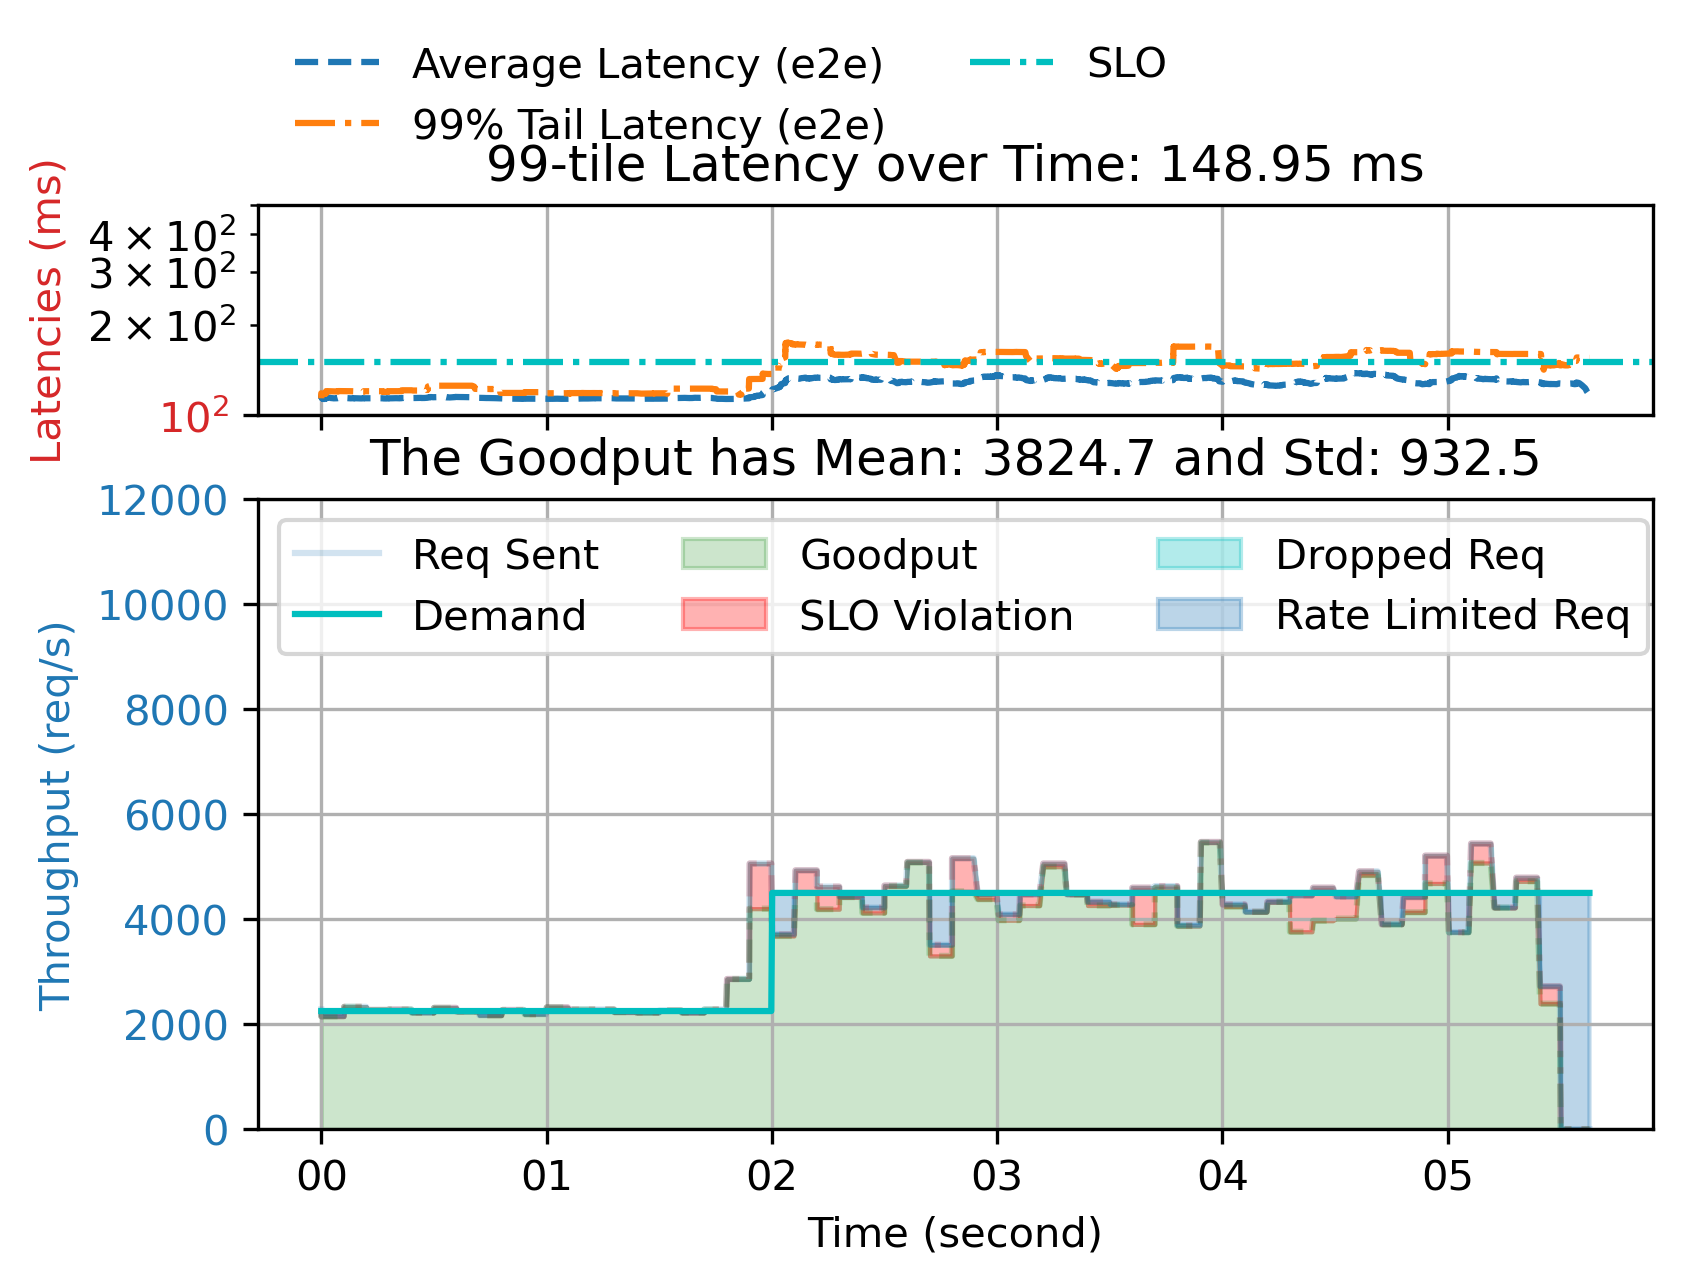 Average Latency (e2e)
SLO
99% Tail Latency (e2e)
99-tile Latency over Time: 148.95 ms
Latencies (ms)
4 × 10²
3 × 10²
2 × 10²
10²
The Goodput has Mean: 3824.7 and Std: 932.5
Throughput (req/s)
12000
10000
8000
6000
4000
2000
0
Req Sent
Goodput
Dropped Req
Demand
SLO Violation
Rate Limited Req
00 01 02 03 04 05
Time (second)